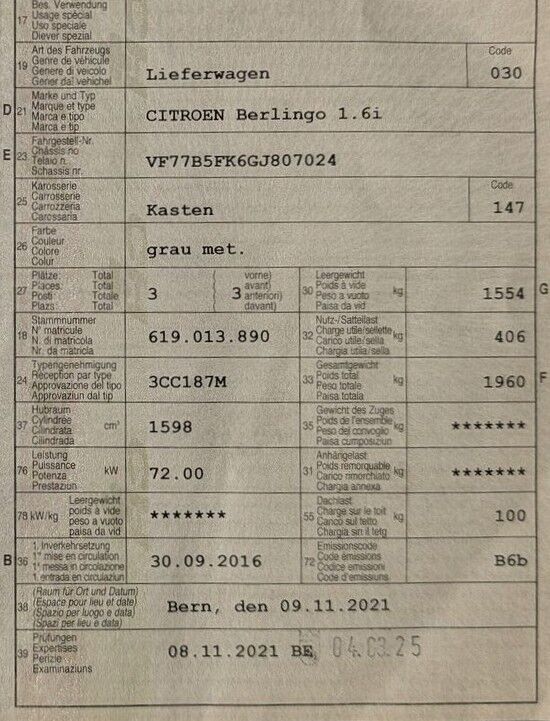 Bes. Verwendung
17 Usage spécial
Uso speciale
Diever spezial
Art des Fahrzeugs
Genre de véhicule
19 Genere di veicolo
Gener dal vehichel
Lieferwagen
Code
030
Marke und Typ
D 21 Marque et type
Marca e tipo
Marca e tip
CITROEN Berlingo 1.6i
Fahrgestell-Nr.
E 23 Châssis no
Telaio n.
Schassis nr.
VF77B5FK6GJ807024
Karosserie
25 Carrosserie
Carrozzeria
Carossaria
Kasten
Code
147
Farbe
26 Couleur
Colore
Colur
grau met.
Plätze: Total ( vorne)
27 Places: Total ( avant)
Posti: Totale anteriori)
Plazs: Total davant)
3 3
Leergewicht
30 Poids à vide kg
Peso a vuoto
Paisa da vid
1554 G
Stammnummer
18 N° matricule
N. di matricola
Nr. da matricla
619.013.890
Nutz-/Sattellast
32 Charge utile/sellette kg
Carico utile/sella
Chargia utila/sella
406
Typengenehmigung
24 Réception par type
Approvazione del tipo
Approvaziun dal tip
3CC187M
Gesamtgewicht
33 Poids total kg
Peso totale
Paisa totala
1960 F
Hubraum
37 Cylindrée cm³
Cilindrata
Cilindrada
1598
Gewicht des Zuges
35 Poids de l'ensemble kg
Peso del convoglio
Paisa cumposiziun
*******
Leistung
76 Puissance kW
Potenza
Prestaziun
72.00
Anhängelast
31 Poids remorquable kg
Carico rimorchiato
Chargia annexa
*******
Leergewicht
78 kW/kg poids à vide
peso a vuoto
paisa da vid
*******
Dachlast
55 Charge sur le toit kg
Carico sul tetto
Chargia sin il tetg
100
1. Inverkehrsetzung
B 36 1re mise en circulation
1a messa in circolazione
1. entrada en circulaziun
30.09.2016
Emissionscode
72 Code émissions
Codice emissioni
Code d'emissiuns
B6b
(Raum für Ort und Datum)
38 (Espace pour lieu et date)
(Spazio per luogo e data)
(Spazi per lieu e data)
Bern, den 09.11.2021
Prüfungen
39 Expertises
Perizie
Examinaziuns
08.11.2021 BE 04.03.25